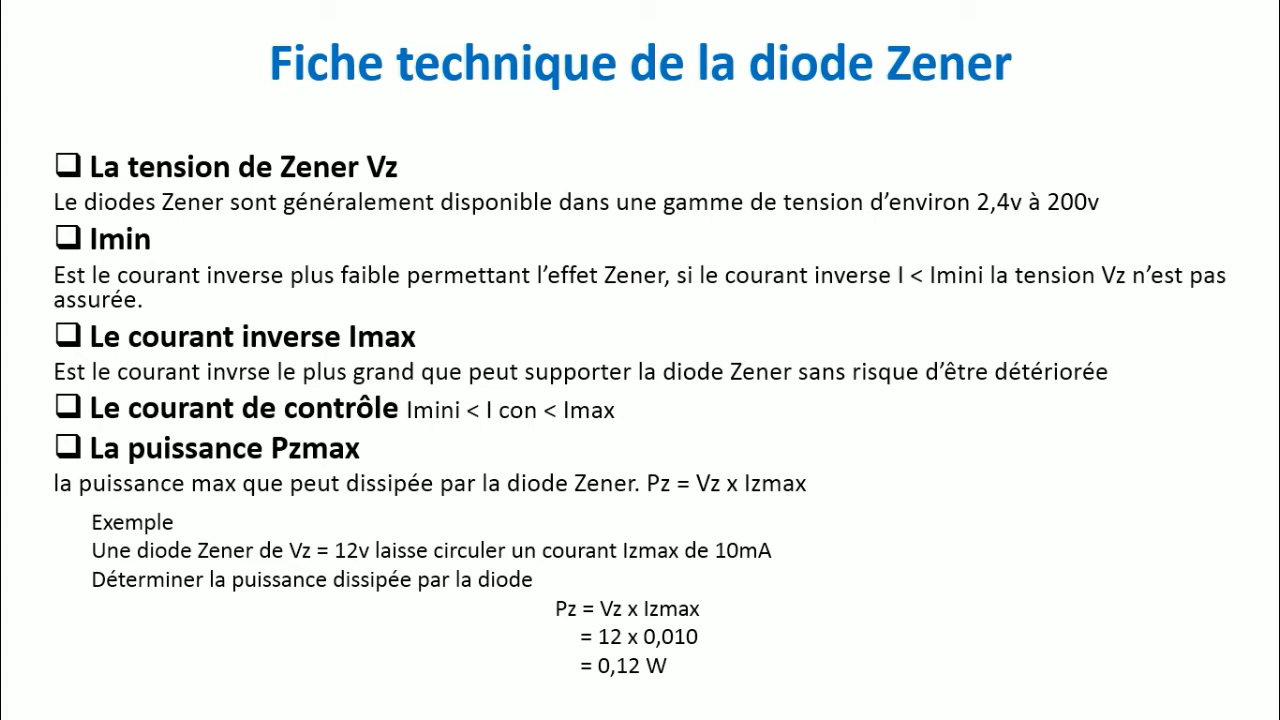 Fiche technique de la diode Zener
❑ La tension de Zener Vz
Le diodes Zener sont généralement disponible dans une gamme de tension d’environ 2,4v à 200v
❑ Imin
Est le courant inverse plus faible permettant l’effet Zener, si le courant inverse I < Imini la tension Vz n’est pas
assurée.
❑ Le courant inverse Imax
Est le courant invrse le plus grand que peut supporter la diode Zener sans risque d’être détériorée
❑ Le courant de contrôle Imini < I con < Imax
❑ La puissance Pzmax
la puissance max que peut dissipée par la diode Zener. Pz = Vz x Izmax
Exemple
Une diode Zener de Vz = 12v laisse circuler un courant Izmax de 10mA
Déterminer la puissance dissipée par la diode
Pz = Vz x Izmax
= 12 x 0,010
= 0,12 W